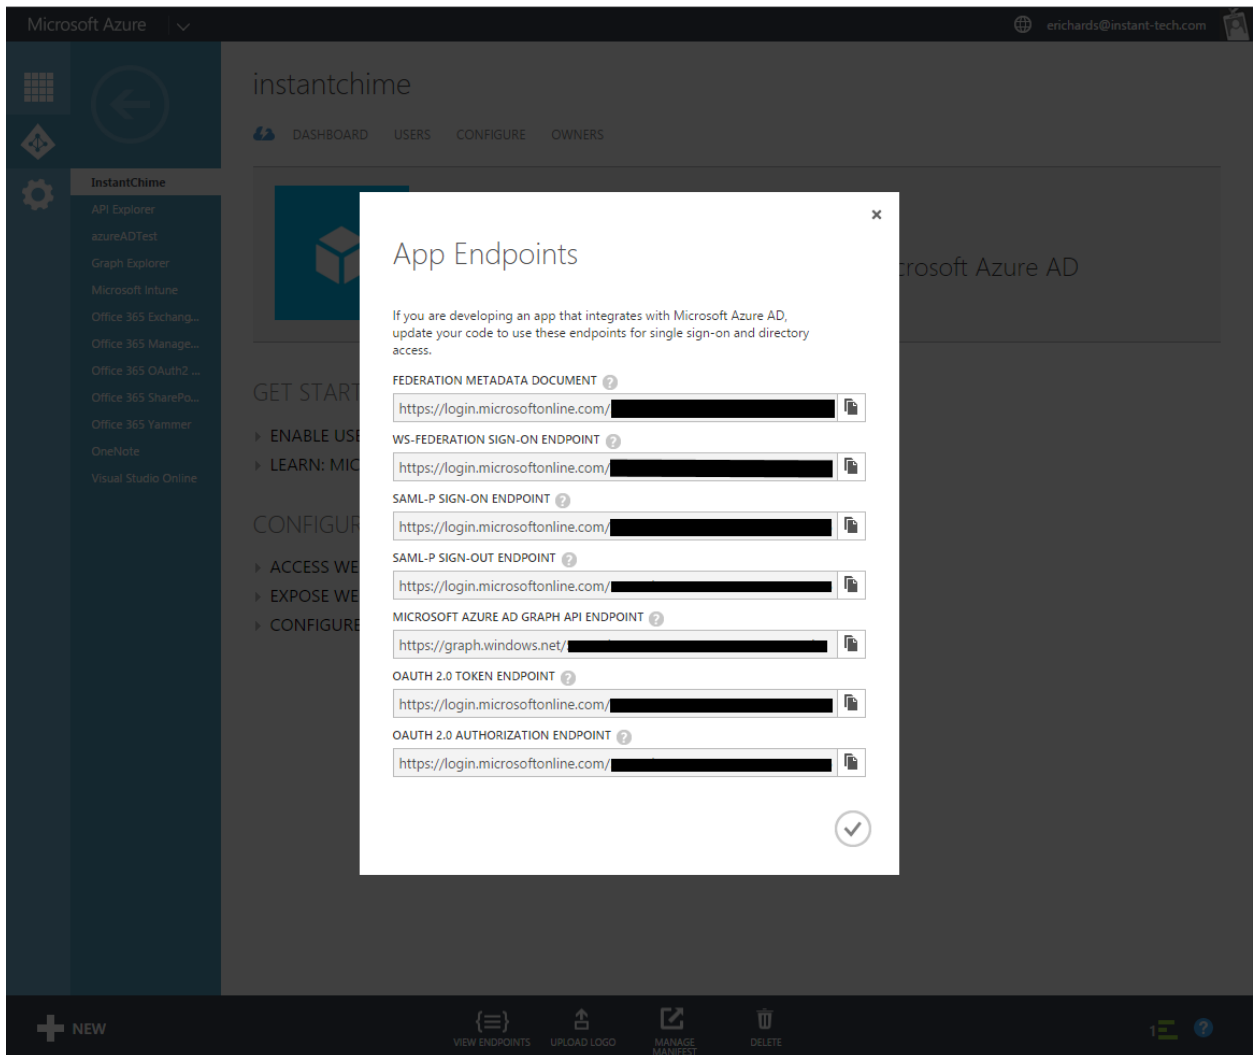 Microsoft Azure
erichards@instant-tech.com
instantchime
DASHBOARD USERS CONFIGURE OWNERS
InstantChime
API Explorer
azureADTest
Graph Explorer
Microsoft Intune
Office 365 Exchang...
Office 365 Manage...
Office 365 OAuth2 ...
Office 365 SharePo...
Office 365 Yammer
OneNote
Visual Studio Online
crosoft Azure AD
GET START
ENABLE USE
LEARN: MIC
CONFIGUR
ACCESS WE
EXPOSE WE
CONFIGURE
×
App Endpoints
If you are developing an app that integrates with Microsoft Azure AD,
update your code to use these endpoints for single sign-on and directory
access.
FEDERATION METADATA DOCUMENT ?
https://login.microsoftonline.com/
WS-FEDERATION SIGN-ON ENDPOINT ?
https://login.microsoftonline.com/
SAML-P SIGN-ON ENDPOINT ?
https://login.microsoftonline.com/
SAML-P SIGN-OUT ENDPOINT ?
https://login.microsoftonline.com/
MICROSOFT AZURE AD GRAPH API ENDPOINT ?
https://graph.windows.net/
OAUTH 2.0 TOKEN ENDPOINT ?
https://login.microsoftonline.com/
OAUTH 2.0 AUTHORIZATION ENDPOINT ?
https://login.microsoftonline.com/
NEW
VIEW ENDPOINTS
UPLOAD LOGO
MANAGE
MANIFEST
DELETE
1
?